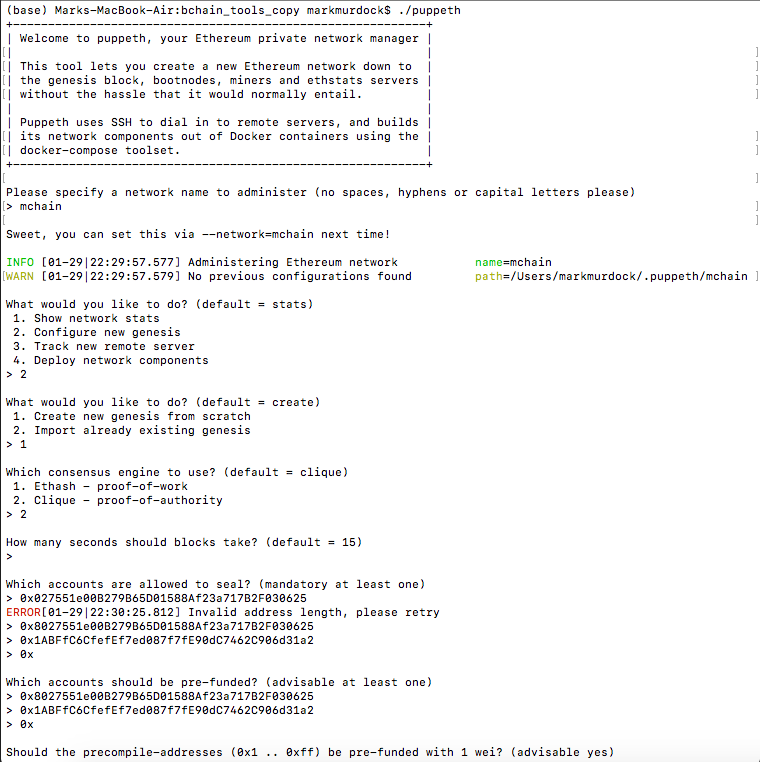 (base) Marks-MacBook-Air:bchain_tools_copy markmurdock$ ./puppeth
+-----------------------------------------------------------+
| Welcome to puppeth, your Ethereum private network manager |
[|                                                           | ]
[| This tool lets you create a new Ethereum network down to  | ]
[| the genesis block, bootnodes, miners and ethstats servers | ]
[| without the hassle that it would normally entail.         | ]
|                                                           |
| Puppeth uses SSH to dial in to remote servers, and builds |
[| its network components out of Docker containers using the | ]
[| docker-compose toolset.                                   | ]
+-----------------------------------------------------------+
[ ]
Please specify a network name to administer (no spaces, hyphens or capital letters please)
[> mchain ]
[ ]
Sweet, you can set this via --network=mchain next time!
INFO [01-29|22:29:57.577] Administering Ethereum network           name=mchain
[WARN [01-29|22:29:57.579] No previous configurations found         path=/Users/markmurdock/.puppeth/mchain ]
What would you like to do? (default = stats)
1. Show network stats
2. Configure new genesis
3. Track new remote server
4. Deploy network components
> 2
What would you like to do? (default = create)
1. Create new genesis from scratch
2. Import already existing genesis
> 1
Which consensus engine to use? (default = clique)
1. Ethash - proof-of-work
2. Clique - proof-of-authority
> 2
How many seconds should blocks take? (default = 15)
>
Which accounts are allowed to seal? (mandatory at least one)
> 0x027551e00B279B65D01588Af23a717B2F030625
ERROR[01-29|22:30:25.812] Invalid address length, please retry
> 0x8027551e00B279B65D01588Af23a717B2F030625
> 0x1ABFfC6CfefEf7ed087f7fE90dC7462C906d31a2
> 0x
Which accounts should be pre-funded? (advisable at least one)
> 0x8027551e00B279B65D01588Af23a717B2F030625
> 0x1ABFfC6CfefEf7ed087f7fE90dC7462C906d31a2
> 0x
Should the precompile-addresses (0x1 .. 0xff) be pre-funded with 1 wei? (advisable yes)